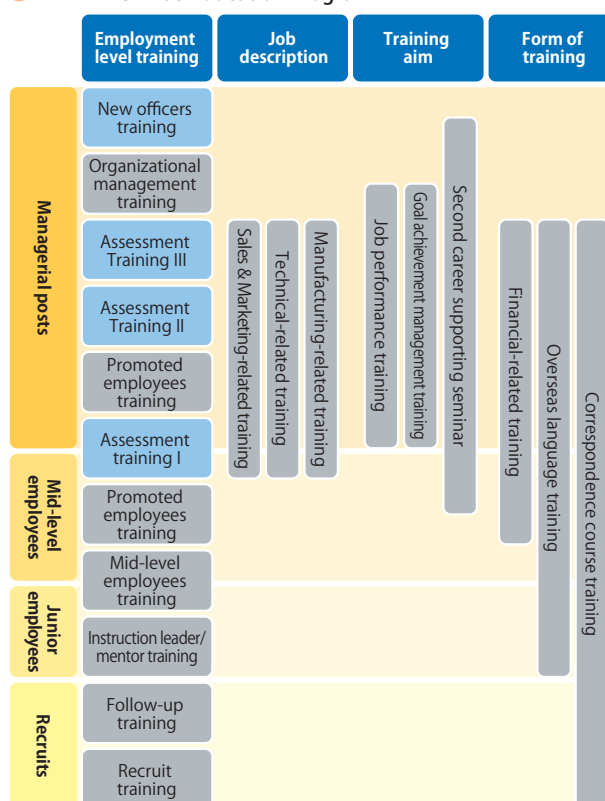 Employment
level training
Job
description
Training
aim
Form of
training
Managerial posts
New officers
training
Organizational
management
training
Assessment
Training III
Assessment
Training II
Promoted
employees
training
Assessment
training I
Sales & Marketing-related training
Technical-related training
Manufacturing-related training
Job performance training
Goal achievement management training
Second career supporting seminar
Financial-related training
Overseas language training
Correspondence course training
Mid-level
employees
Promoted
employees
training
Mid-level
employees
training
Junior
employees
Instruction leader/
mentor training
Recruits
Follow-up
training
Recruit
training